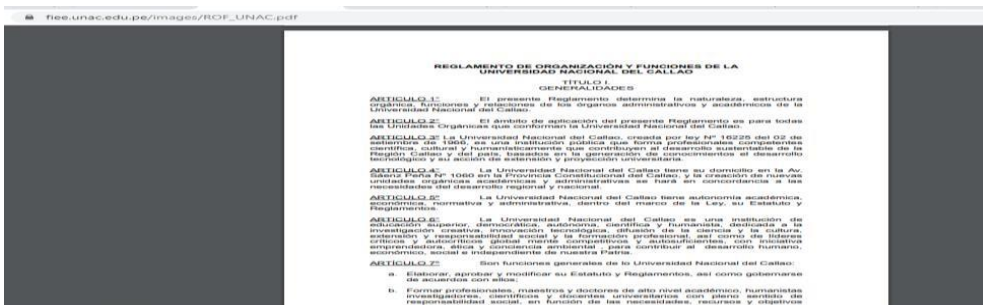 fiee.unac.edu.pe/images/ROF_UNAC.pdf
REGLAMENTO DE ORGANIZACIÓN Y FUNCIONES DE LA
UNIVERSIDAD NACIONAL DEL CALLAO
TÍTULO I.
GENERALIDADES
ARTÍCULO 1° El presente Reglamento determina la naturaleza, estructura
orgánica, funciones y relaciones de los órganos administrativos y académicos de la
Universidad Nacional del Callao.
ARTÍCULO 2° El ámbito de aplicación del presente Reglamento es para todas
las Unidades Orgánicas que conforman la Universidad Nacional del Callao.
ARTÍCULO 3° La Universidad Nacional del Callao, creada por ley N° 16225 del 02 de
setiembre de 1966, es una institución pública que forma profesionales competentes
científica, cultural y humanísticamente que contribuyen al desarrollo sustentable de la
Región Callao y del país, basados en la generación de conocimientos el desarrollo
tecnológico y su acción de extensión y proyección universitaria.
ARTÍCULO 4° La Universidad Nacional del Callao tiene su domicilio en la Av.
Sáenz Peña N° 1060 en la Provincia Constitucional del Callao, y la creación de nuevas
unidades orgánicas académicas y administrativas se hará en concordancia a las
necesidades del desarrollo regional y nacional.
ARTÍCULO 5° La Universidad Nacional del Callao tiene autonomía académica,
económica, normativa y administrativa, dentro del marco de la Ley, su Estatuto y
Reglamentos.
ARTÍCULO 6° La Universidad Nacional del Callao es una institución de
educación superior, democrática, autónoma, científica y humanista, dedicada a la
investigación creativa, innovación tecnológica, difusión de la ciencia y la cultura,
extensión y responsabilidad social y la formación profesional, así como de líderes
críticos y autocríticos global mente competitivos y autosuficientes, con iniciativa
emprendedora, ética y conciencia ambiental , para contribuir al desarrollo humano,
económico, social e independiente de nuestra Patria.
ARTÍCULO 7° Son funciones generales de lo Universidad Nacional del Callao:
a. Elaborar, aprobar y modificar su Estatuto y Reglamentos, así como gobernarse
de acuerdos con ellos;
b. Formar profesionales, maestros y doctores de alto nivel académico, humanistas
investigadores, científicos y docentes universitarios con pleno sentido de
responsabilidad social, en función de las necesidades, recursos y objetivos